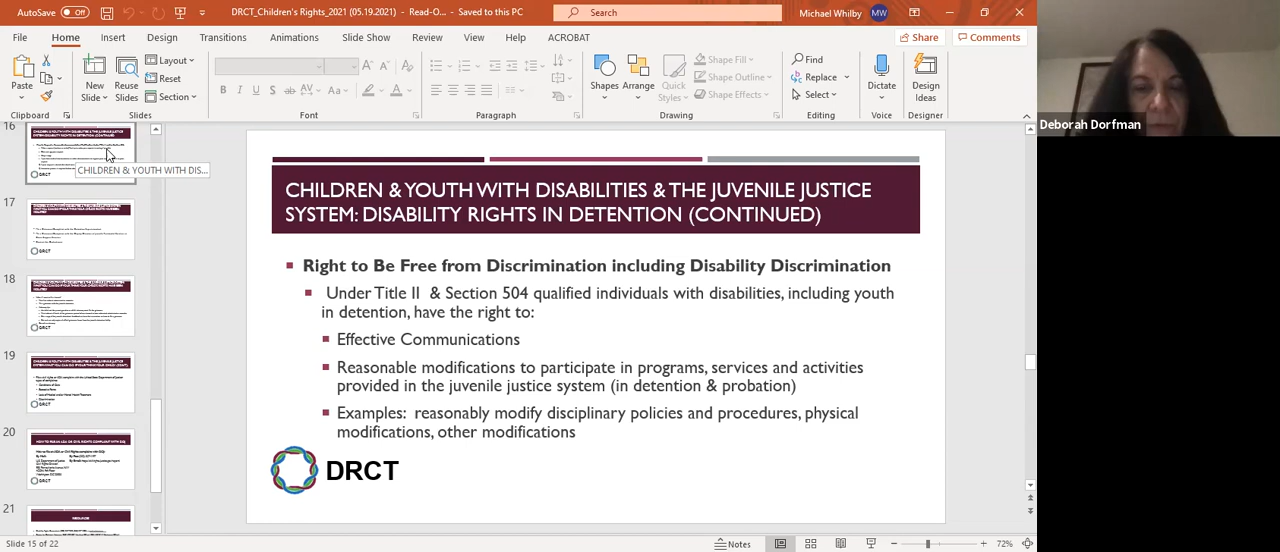 AutoSave Off
DRCT_Children's Rights_2021 (05.19.2021) - Read-O... - Saved to this PC
Search
Michael Whilby MW
File Home Insert Design Transitions Animations Slide Show Review View Help ACROBAT
Share Comments
Paste
Clipboard
New Slide
Reuse Slides
Layout
Reset
Section
Slides
Font
Paragraph
Shapes
Arrange
Quick Styles
Shape Fill
Shape Outline
Shape Effects
Drawing
Find
Replace
Select
Editing
Dictate
Voice
Design Ideas
Designer
Deborah Dorfman
16
CHILDREN & YOUTH WITH DIS...
17
18
19
20
21
DRCT
CHILDREN & YOUTH WITH DISABILITIES & THE JUVENILE JUSTICE
SYSTEM: DISABILITY RIGHTS IN DETENTION (CONTINUED)
Right to Be Free from Discrimination including Disability Discrimination
Under Title II & Section 504 qualified individuals with disabilities, including youth
in detention, have the right to:
Effective Communications
Reasonable modifications to participate in programs, services and activities
provided in the juvenile justice system (in detention & probation)
Examples: reasonably modify disciplinary policies and procedures, physical
modifications, other modifications
DRCT
Slide 15 of 22
Notes
72%